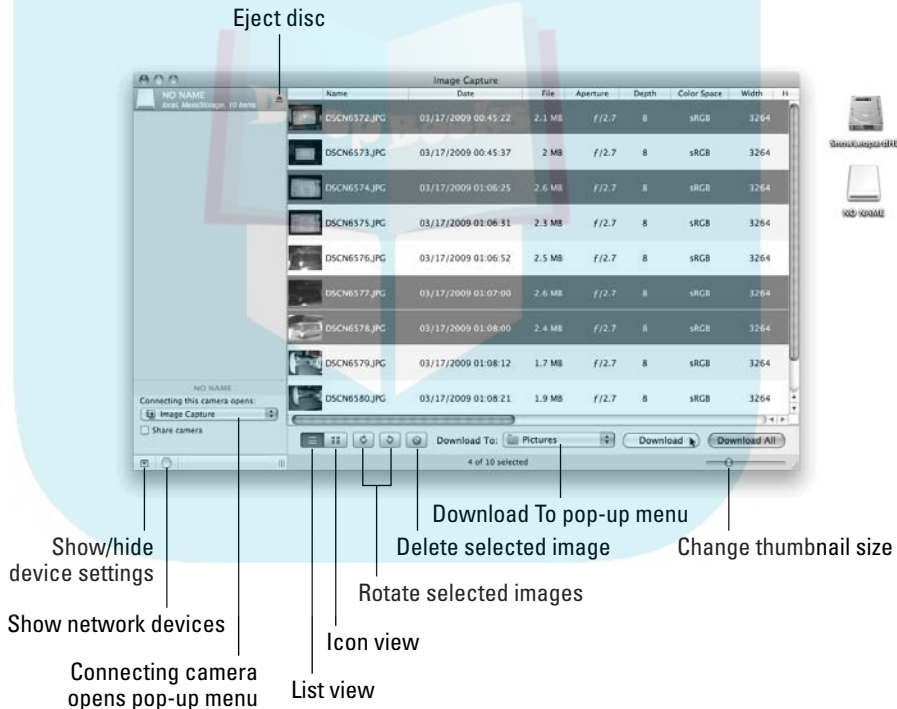 Eject disc
Image Capture
NO NAME
local, MassStorage, 10 items
Name Date File Aperture Depth Color Space Width H
DSCN6572.JPG 03/17/2009 00:45:22 2.1 MB f/2.7 8 sRGB 3264
DSCN6573.JPG 03/17/2009 00:45:37 2 MB f/2.7 8 sRGB 3264
DSCN6574.JPG 03/17/2009 01:06:25 2.6 MB f/2.7 8 sRGB 3264
DSCN6575.JPG 03/17/2009 01:06:31 2.3 MB f/2.7 8 sRGB 3264
DSCN6576.JPG 03/17/2009 01:06:52 2.5 MB f/2.7 8 sRGB 3264
DSCN6577.JPG 03/17/2009 01:07:00 2.6 MB f/2.7 8 sRGB 3264
DSCN6578.JPG 03/17/2009 01:08:00 2.4 MB f/2.7 8 sRGB 3264
DSCN6579.JPG 03/17/2009 01:08:12 1.7 MB f/2.7 8 sRGB 3264
DSCN6580.JPG 03/17/2009 01:08:21 1.9 MB f/2.7 8 sRGB 3264
SnowLeopardHD
NO NAME
NO NAME
Connecting this camera opens:
Image Capture
Share camera
Download To: Pictures Download Download All
4 of 10 selected
Download To pop-up menu
Show/hide
device settings
Delete selected image
Change thumbnail size
Rotate selected images
Show network devices
Icon view
Connecting camera
opens pop-up menu
List view